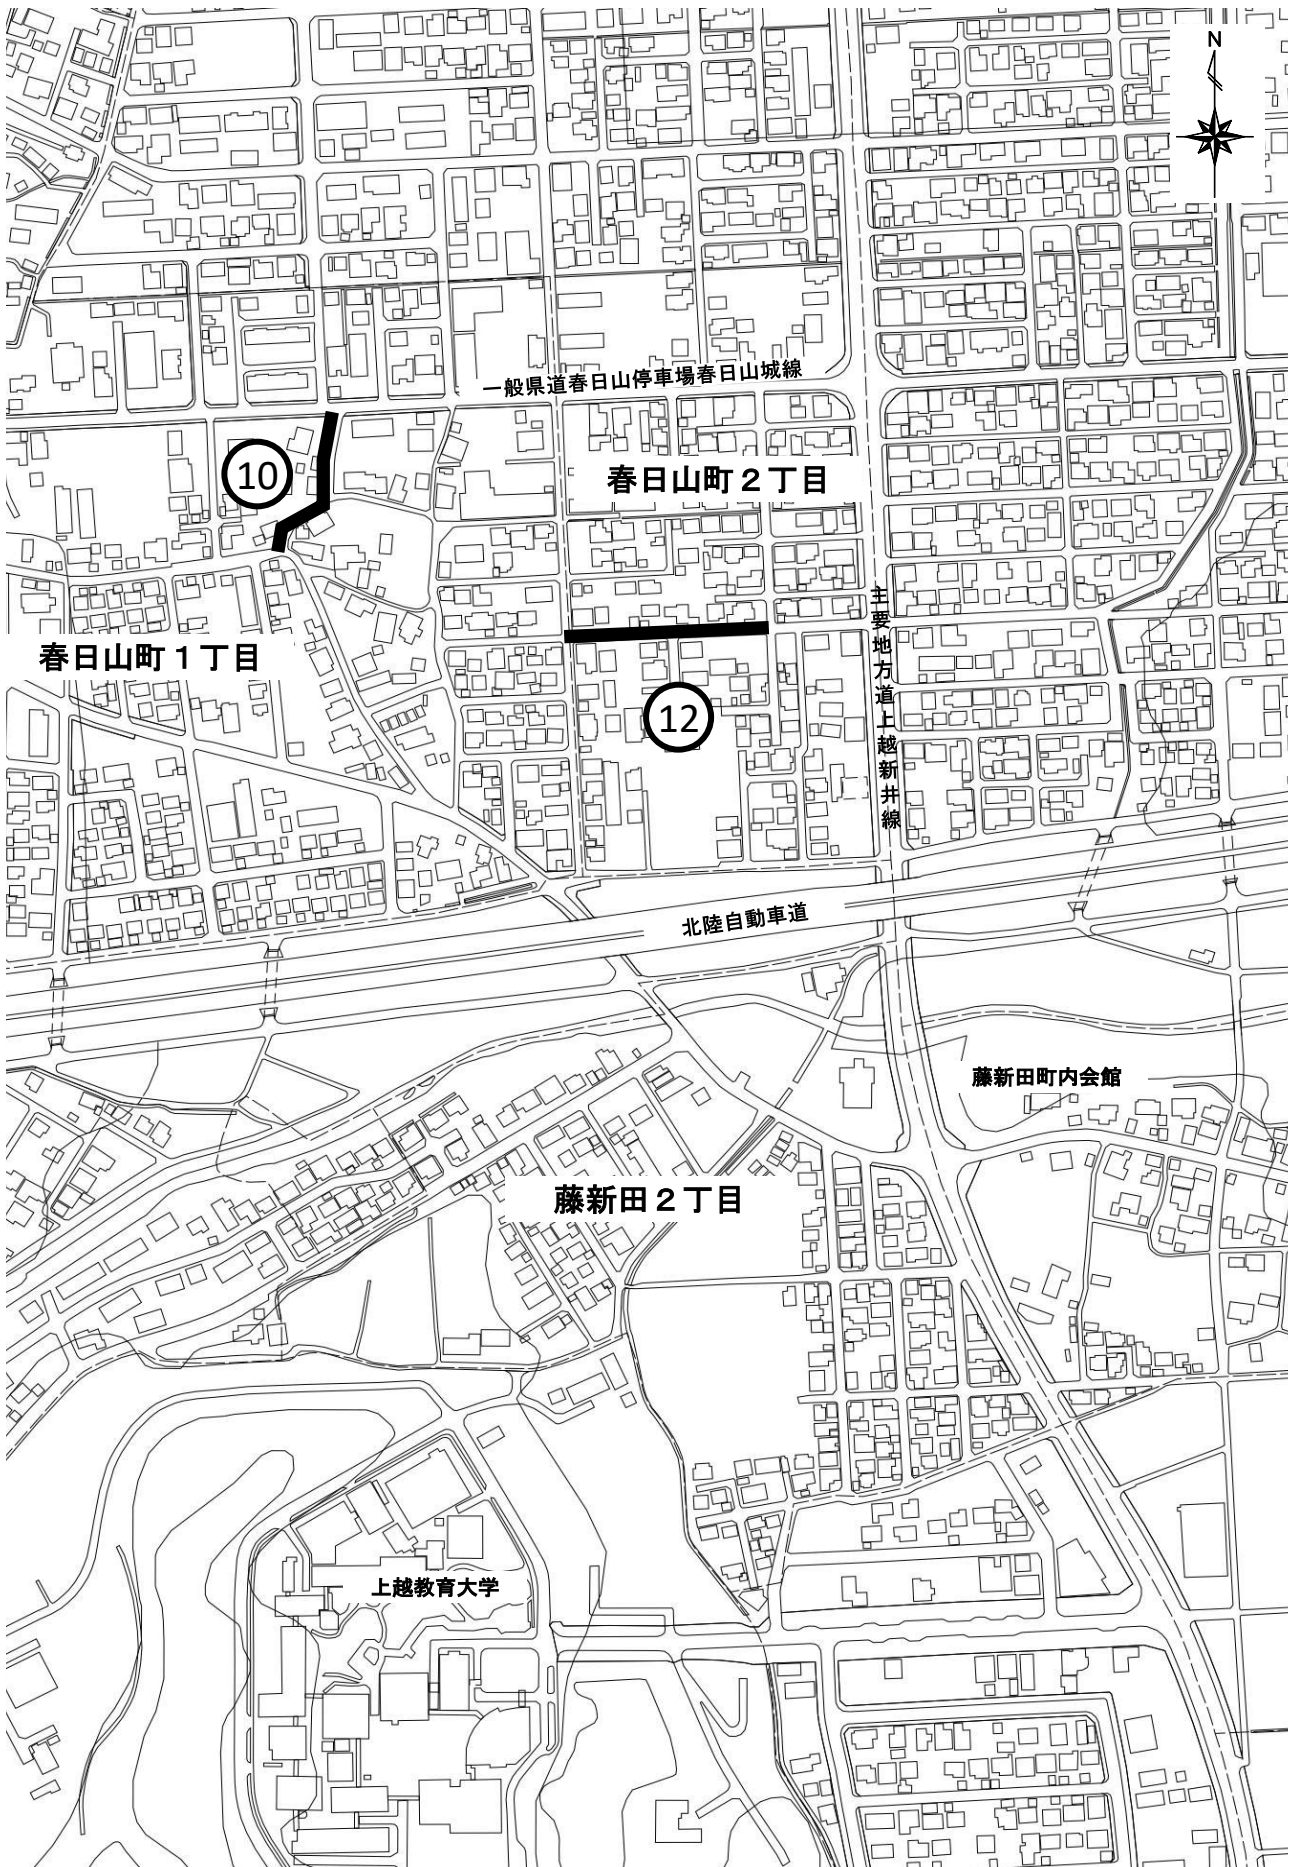 N
一般県道春日山停車場春日山城線
10
春日山町２丁目
主要地方道上越新井線
春日山町１丁目
12
北陸自動車道
藤新田町内会館
藤新田２丁目
上越教育大学